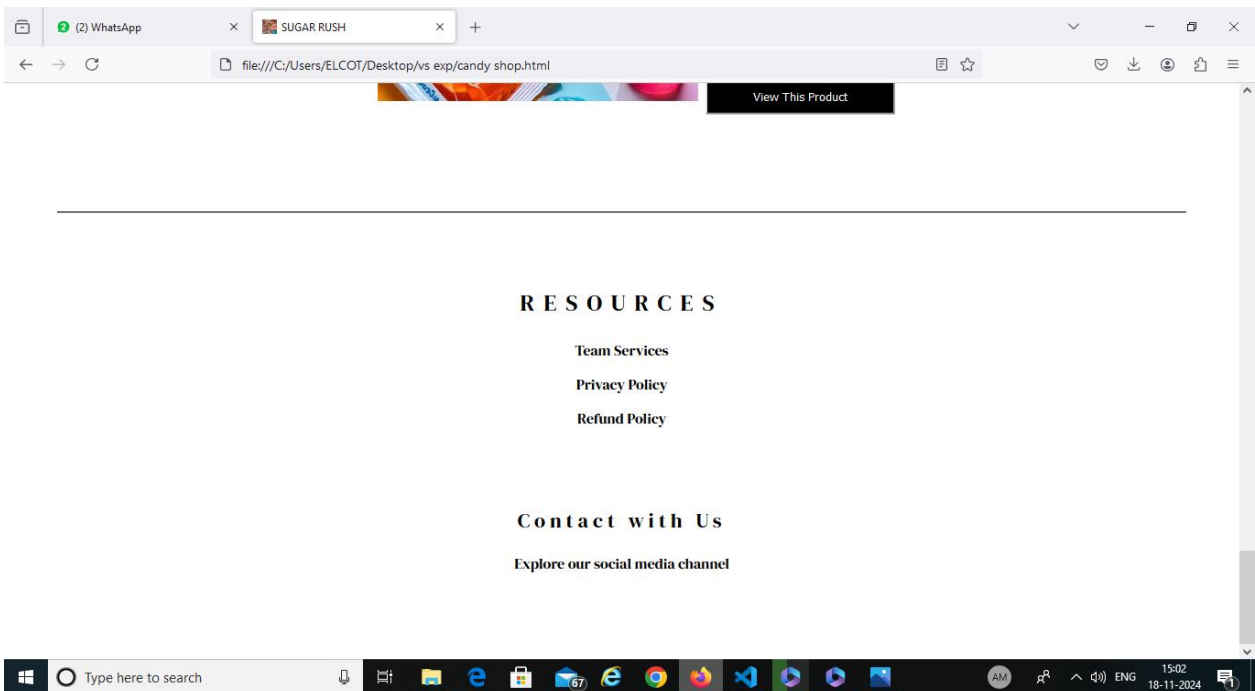 (2) WhatsApp
SUGAR RUSH
file:///C:/Users/ELCOT/Desktop/vs exp/candy shop.html
View This Product
RESOURCES
Team Services
Privacy Policy
Refund Policy
Contact with Us
Explore our social media channel
Type here to search
67
AM
ENG
15:02
18-11-2024
1